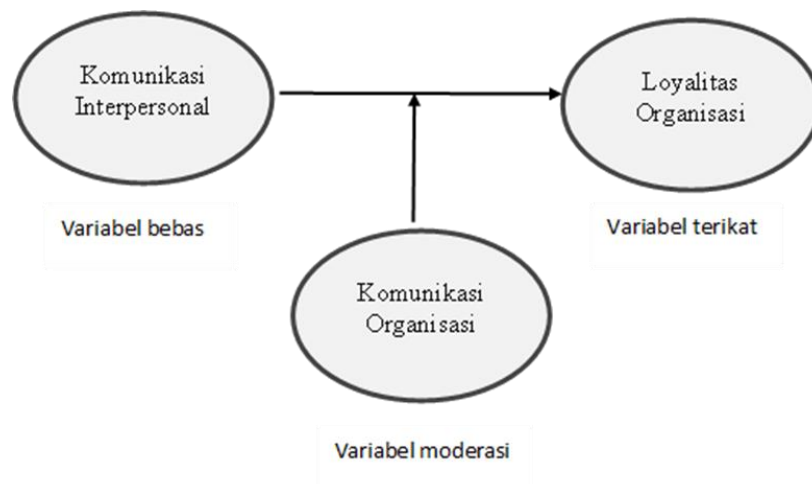 Komunikasi
Interpersonal
Loyalitas
Organisasi
Variabel bebas
Variabel terikat
Komunikasi
Organisasi
Variabel moderasi